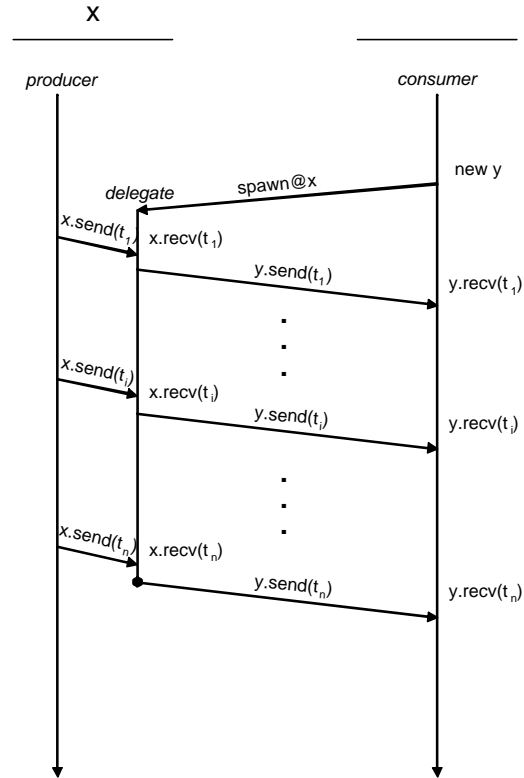 x
producer
consumer
new y
spawn@x
delegate
x.send(t₁)
x.recv(t₁)
y.send(t₁)
y.recv(t₁)
x.send(tᵢ)
x.recv(tᵢ)
y.send(tᵢ)
y.recv(tᵢ)
x.send(tₙ)
x.recv(tₙ)
y.send(tₙ)
y.recv(tₙ)